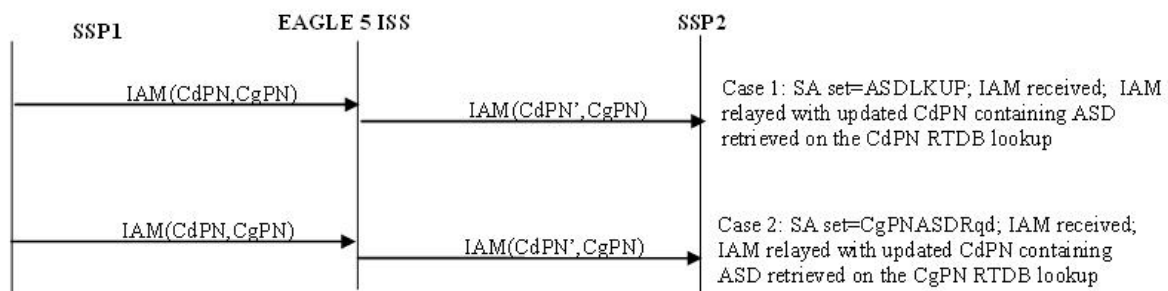 SSP1
EAGLE 5 ISS
SSP2
IAM(CdPN,CgPN)
IAM(CdPN’,CgPN)
Case 1: SA set=ASDLKUP; IAM received; IAM
relayed with updated CdPN containing ASD
retrieved on the CdPN RTDB lookup
IAM(CdPN,CgPN)
IAM(CdPN’,CgPN)
Case 2: SA set=CgPNASDRqd; IAM received;
IAM relayed with updated CdPN containing
ASD retrieved on the CgPN RTDB lookup